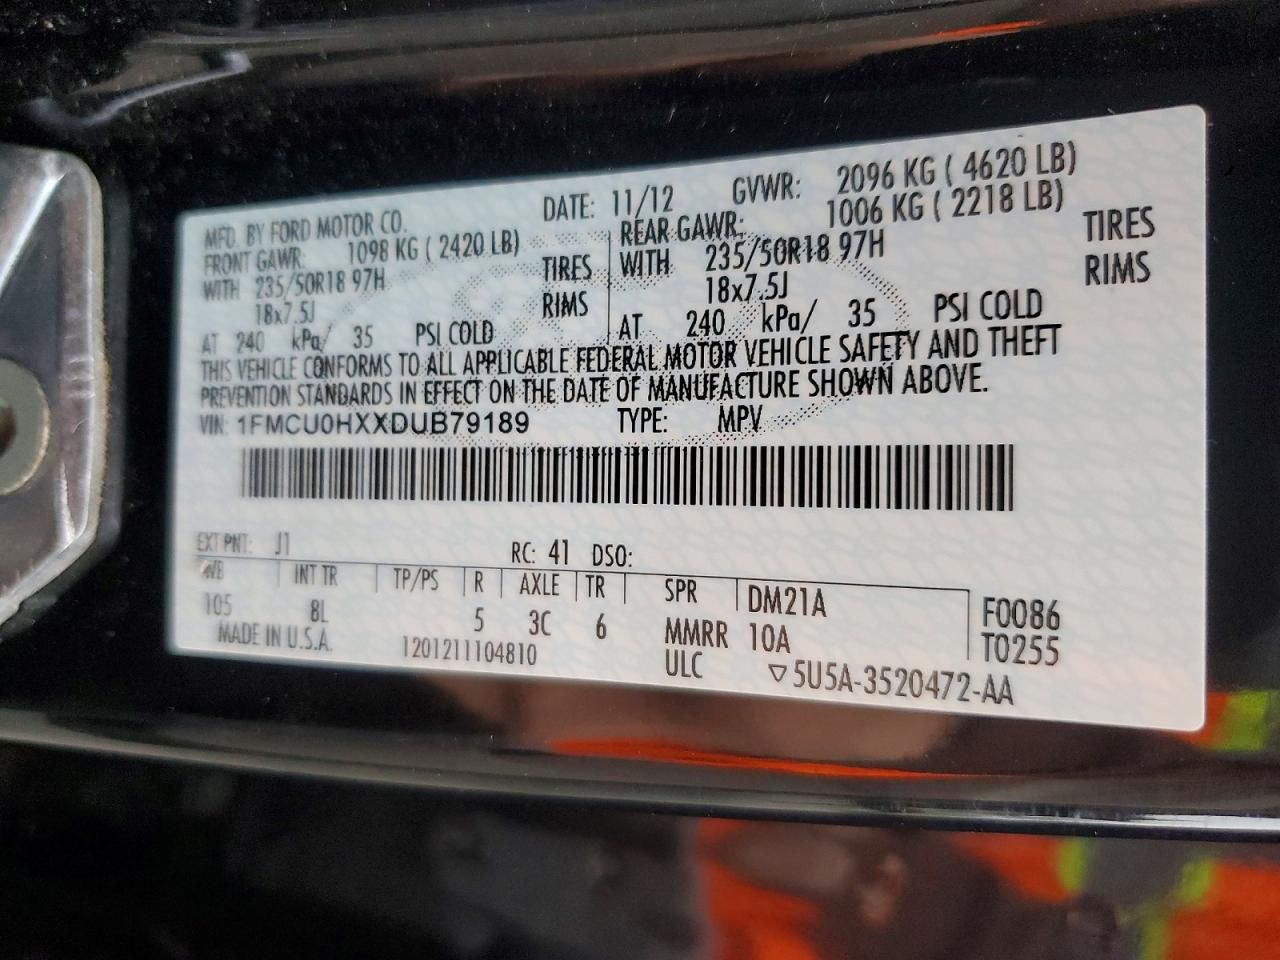 MFD. BY FORD MOTOR CO. DATE: 11/12 GVWR: 2096 KG ( 4620 LB)
FRONT GAWR: 1098 KG ( 2420 LB) REAR GAWR: 1006 KG ( 2218 LB)
WITH 235/50R18 97H TIRES WITH 235/50R18 97H TIRES
18x7.5J RIMS 18x7.5J RIMS
AT 240 kPa/ 35 PSI COLD AT 240 kPa/ 35 PSI COLD
THIS VEHICLE CONFORMS TO ALL APPLICABLE FEDERAL MOTOR VEHICLE SAFETY AND THEFT
PREVENTION STANDARDS IN EFFECT ON THE DATE OF MANUFACTURE SHOWN ABOVE.
VIN: 1FMCU0HXXDUB79189 TYPE: MPV
EXT PNT: J1 RC: 41 DSO:
WB INT TR TP/PS R AXLE TR SPR DM21A F0086
105 8L 5 3C 6 MMRR 10A T0255
MADE IN U.S.A. 1201211104810 ULC ▽5U5A-3520472-AA